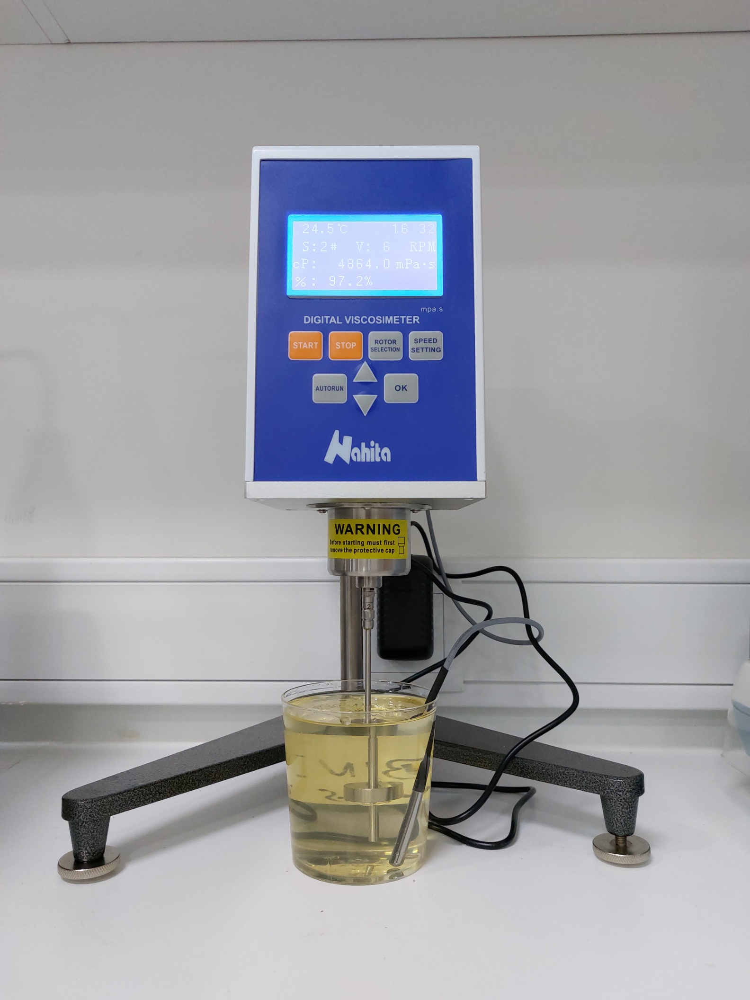 24.5℃ 16 32
S:2# V: 6 RPM
cP: 4864.0 mPa·s
%: 97.2%
mpa.s
DIGITAL VISCOSIMETER
START STOP ROTOR SELECTION SPEED SETTING
AUTORUN OK
Nahita
WARNING
Before starting must first
remove the protective cap
2